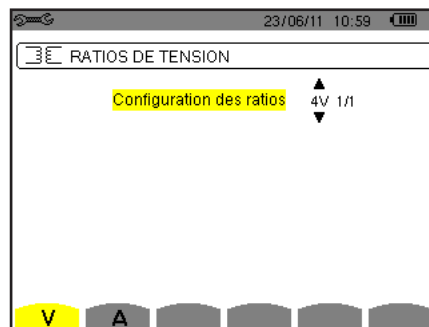 23/06/11 10:59
RATIOS DE TENSION
Configuration des ratios 4V 1/1
V A